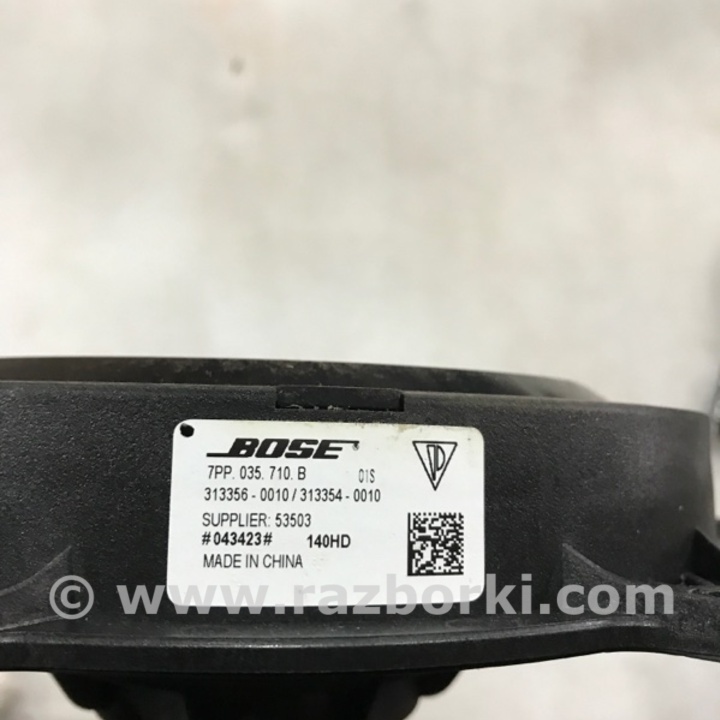 BOSE
7PP. 035. 710. B 01S
313356 - 0010 / 313354 - 0010
SUPPLIER: 53503
#043423# 140HD
MADE IN CHINA
© www.razborki.com